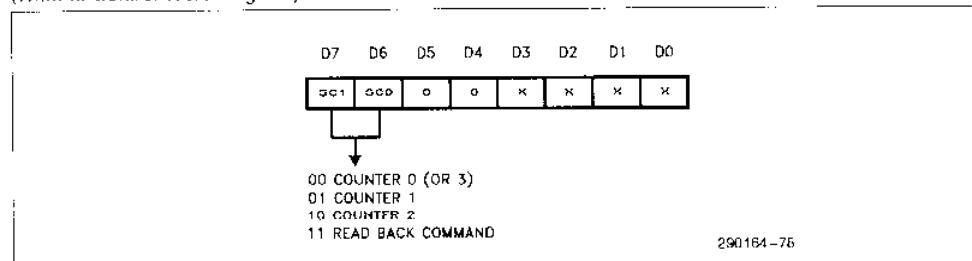 D7 D6 D5 D4 D3 D2 D1 D0
SC1 SC0 0 0 X X X X
00 COUNTER 0 (OR 3)
01 COUNTER 1
10 COUNTER 2
11 READ BACK COMMAND
290164-75